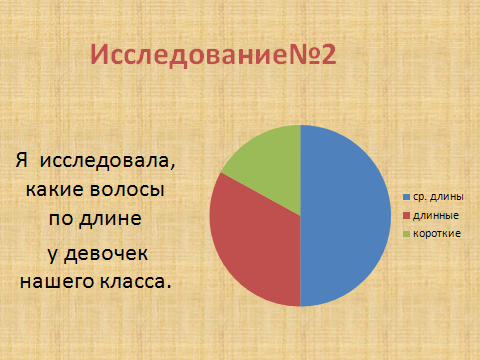 Исследование№2
Я исследовала,
какие волосы
по длине
у девочек
нашего класса.
ср. длины
длинные
короткие